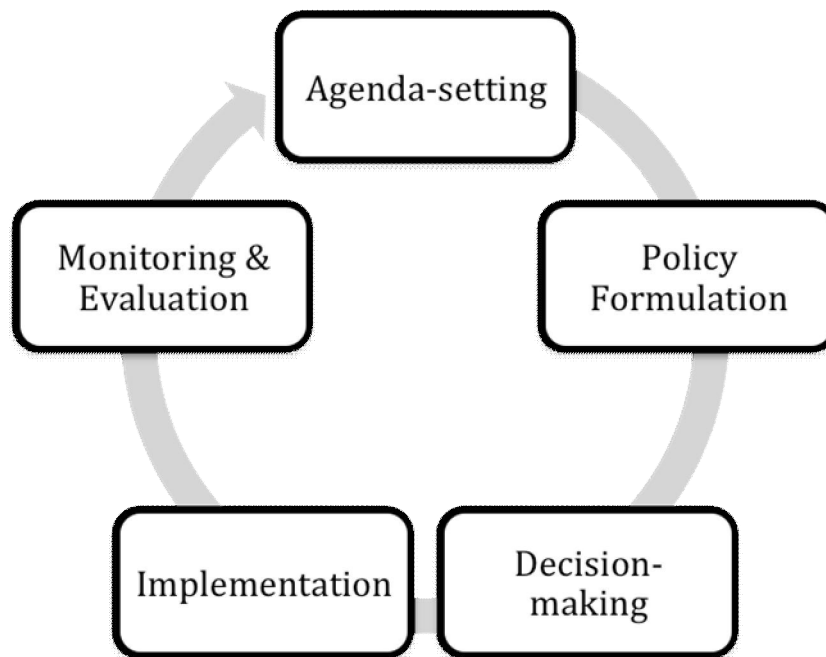 Agenda-setting
Policy
Formulation
Decision-
making
Implementation
Monitoring &
Evaluation